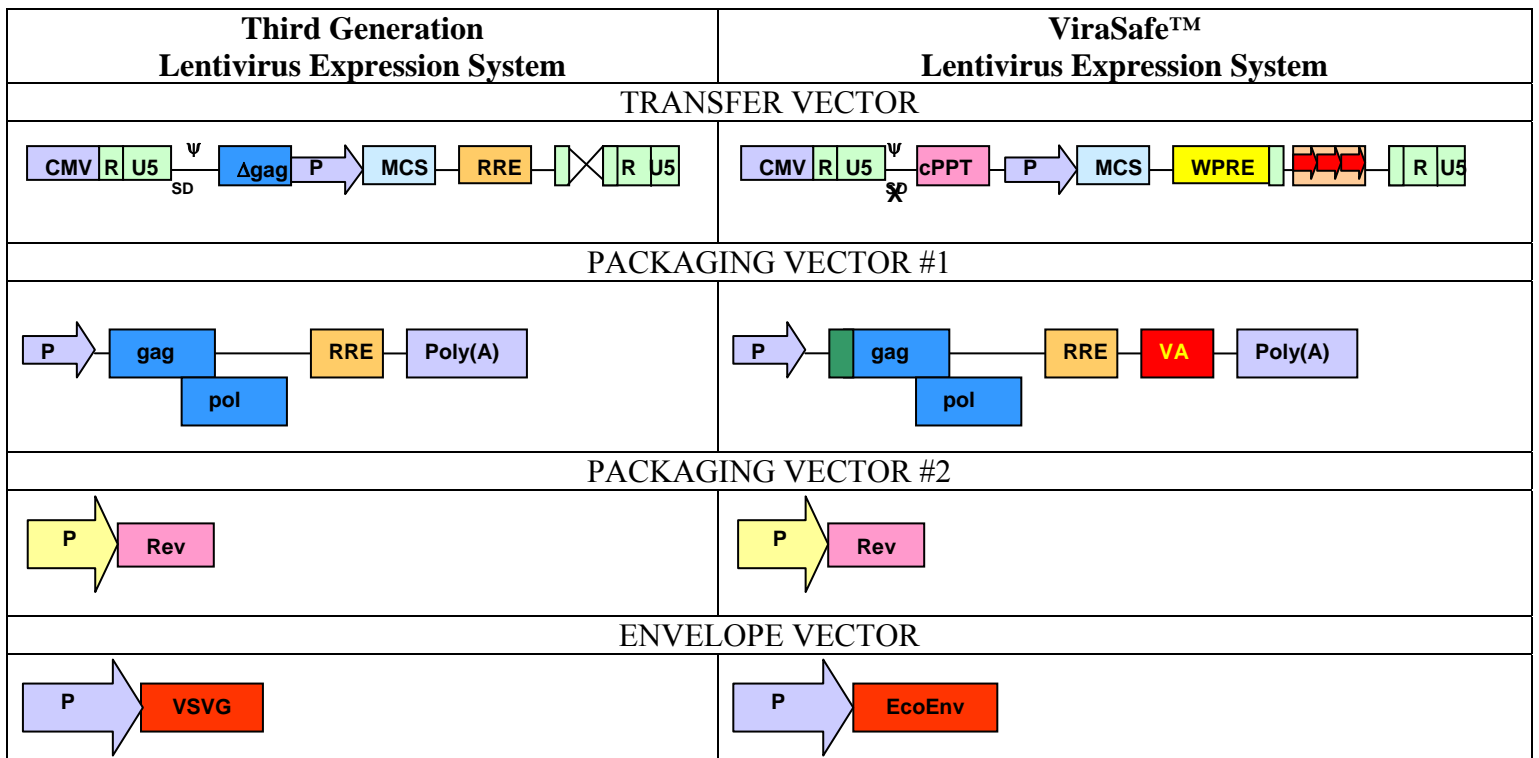 Third Generation
Lentivirus Expression System
ViraSafe™
Lentivirus Expression System
TRANSFER VECTOR
CMV R U5 ψ SD Δgag P MCS RRE R U5
CMV R U5 ψ SD X cPPT P MCS WPRE R U5
PACKAGING VECTOR #1
P gag pol RRE Poly(A)
P gag pol RRE VA Poly(A)
PACKAGING VECTOR #2
P Rev
P Rev
ENVELOPE VECTOR
P VSVG
P EcoEnv